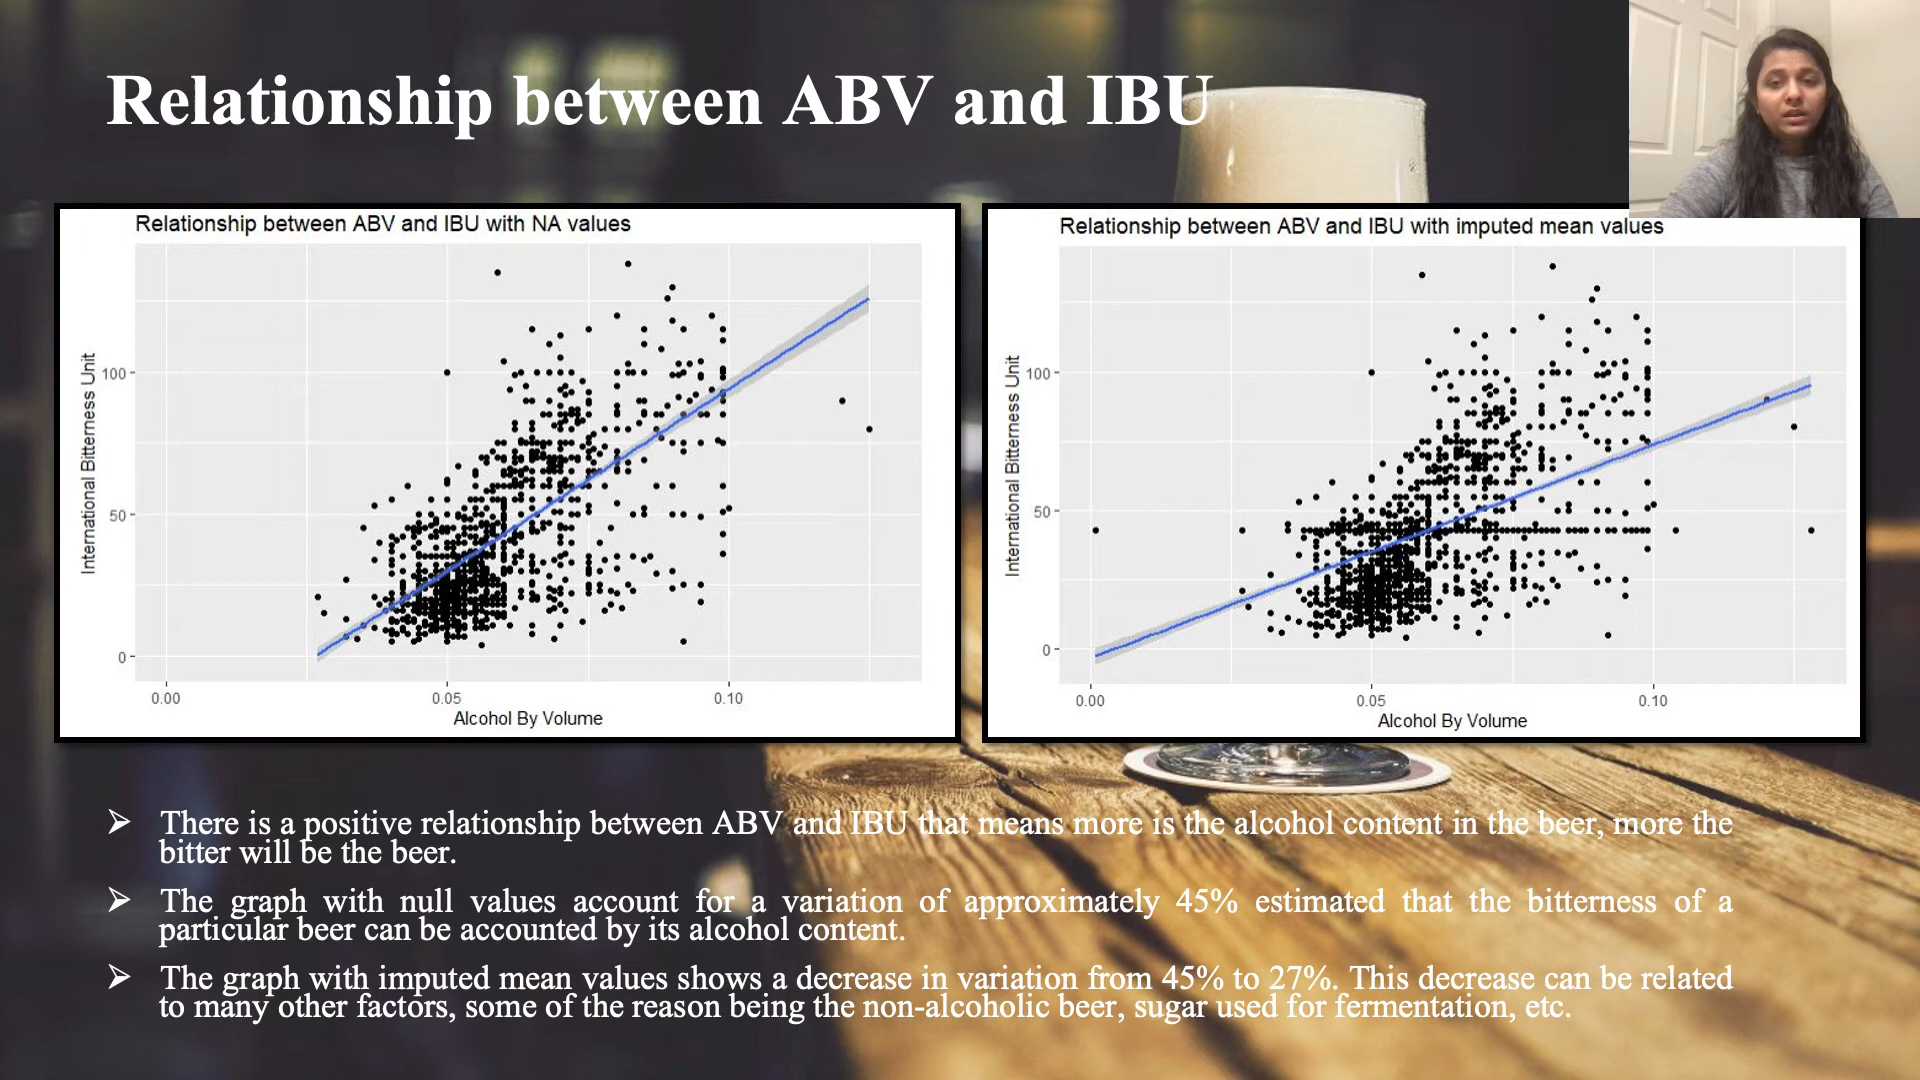 Relationship between ABV and IBU
Relationship between ABV and IBU with NA values
International Bitterness Unit
100
50
0
0.00
0.05
0.10
Alcohol By Volume
Relationship between ABV and IBU with imputed mean values
International Bitterness Unit
100
50
0
0.00
0.05
0.10
Alcohol By Volume
There is a positive relationship between ABV and IBU that means more is the alcohol content in the beer, more the
bitter will be the beer.
The graph with null values account for a variation of approximately 45% estimated that the bitterness of a
particular beer can be accounted by its alcohol content.
The graph with imputed mean values shows a decrease in variation from 45% to 27%. This decrease can be related
to many other factors, some of the reason being the non-alcoholic beer, sugar used for fermentation, etc.